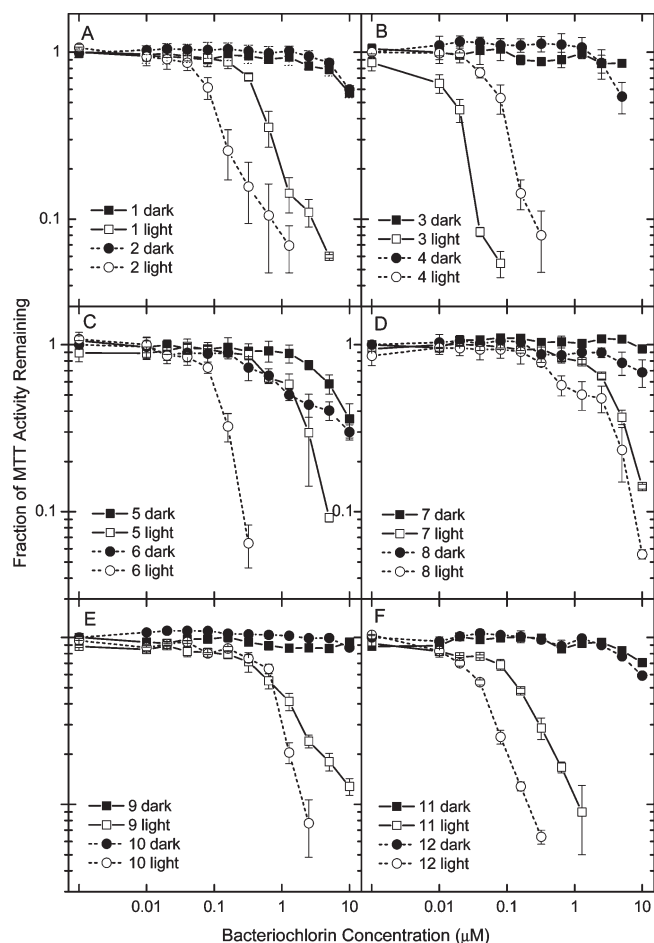 A
1
0.1
1 dark
1 light
2 dark
2 light
B
3 dark
3 light
4 dark
4 light
C
1
0.1
5 dark
5 light
6 dark
6 light
D
0.1
7 dark
7 light
8 dark
8 light
E
9 dark
9 light
10 dark
10 light
F
11 dark
11 light
12 dark
12 light
0.01 0.1 1 10 0.01 0.1 1 10
Fraction of MTT Activity Remaining
Bacteriochlorin Concentration (μM)